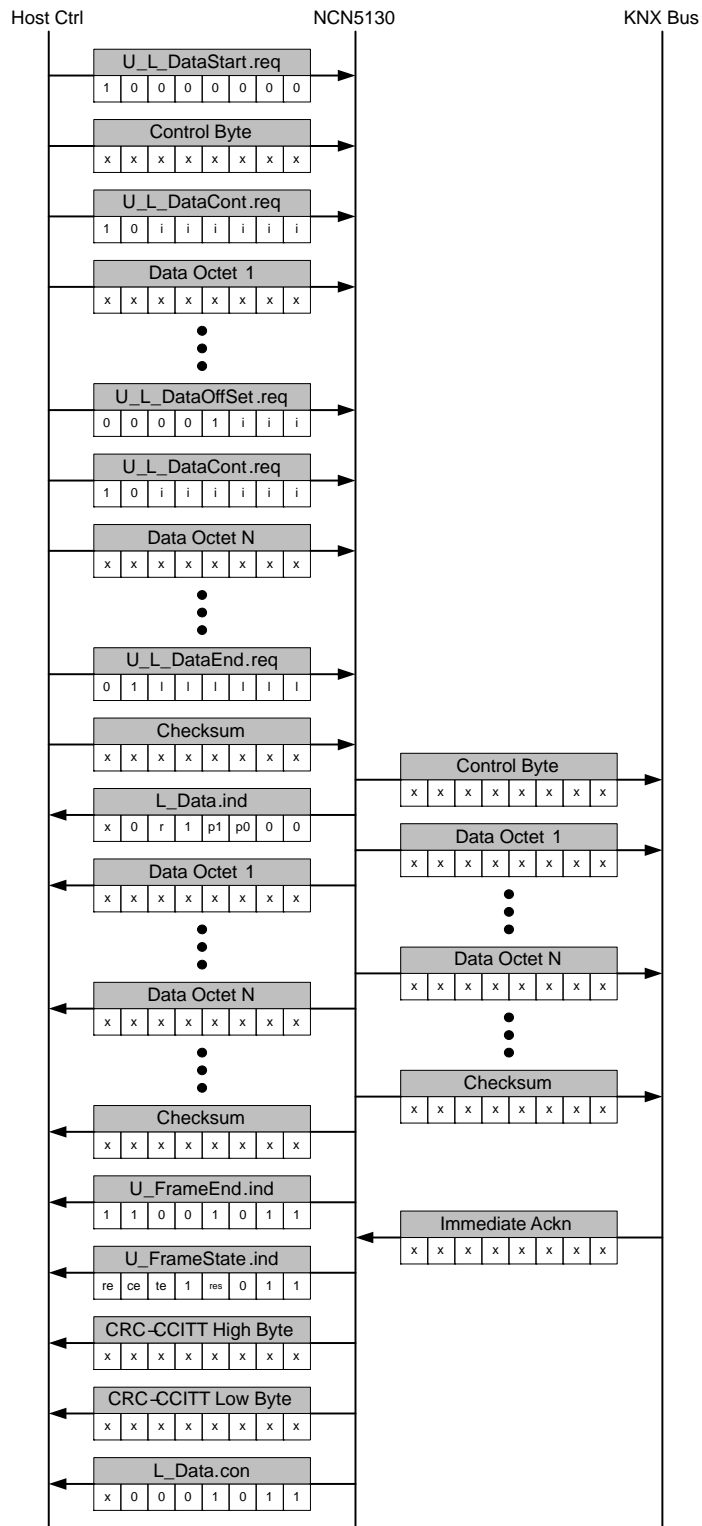 Host Ctrl NCN5130 KNX Bus
U_L_DataStart.req
1 0 0 0 0 0 0 0
Control Byte
x x x x x x x x
U_L_DataCont.req
1 0 i i i i i i
Data Octet 1
x x x x x x x x
U_L_DataOffSet.req
0 0 0 0 1 i i i
U_L_DataCont.req
1 0 i i i i i i
Data Octet N
x x x x x x x x
U_L_DataEnd.req
0 1 l l l l l l
Checksum
x x x x x x x x
Control Byte
x x x x x x x x
L_Data.ind
x 0 r 1 p1 p0 0 0
Data Octet 1
x x x x x x x x
Data Octet 1
x x x x x x x x
Data Octet N
x x x x x x x x
Data Octet N
x x x x x x x x
Checksum
x x x x x x x x
Checksum
x x x x x x x x
U_FrameEnd.ind
1 1 0 0 1 0 1 1
Immediate Ackn
x x x x x x x x
U_FrameState.ind
re ce te 1 res 0 1 1
CRC-CCITT High Byte
x x x x x x x x
CRC-CCITT Low Byte
x x x x x x x x
L_Data.con
x 0 0 0 1 0 1 1